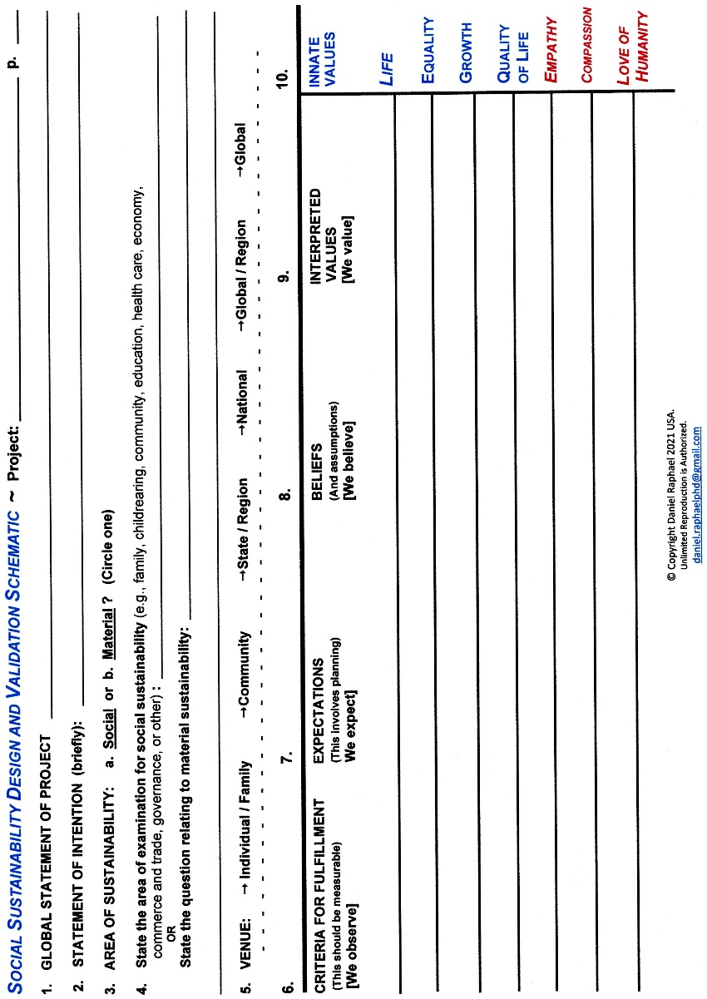 SOCIAL SUSTAINABILITY DESIGN AND VALIDATION SCHEMATIC ~ Project: p.
1. GLOBAL STATEMENT OF PROJECT
2. STATEMENT OF INTENTION (briefly):
3. AREA OF SUSTAINABILITY: a. Social or b. Material ? (Circle one)
4. State the area of examination for social sustainability (e.g., family, childrearing, community, education, health care, economy,
commerce and trade, governance, or other) :
OR
State the question relating to material sustainability:
5. VENUE: → Individual / Family →Community →State / Region →National →Global / Region →Global
6. 7. 8. 9. 10.
CRITERIA FOR FULFILLMENT EXPECTATIONS BELIEFS INTERPRETED INNATE
(This should be measurable) (This involves planning) (And assumptions) VALUES VALUES
[We observe] We expect] [We believe] [We value]
LIFE
EQUALITY
GROWTH
QUALITY
OF LIFE
EMPATHY
COMPASSION
LOVE OF
HUMANITY
© Copyright Daniel Raphael 2021 USA.
Unlimited Reproduction is Authorized.
daniel.raphaelphd@gmail.com